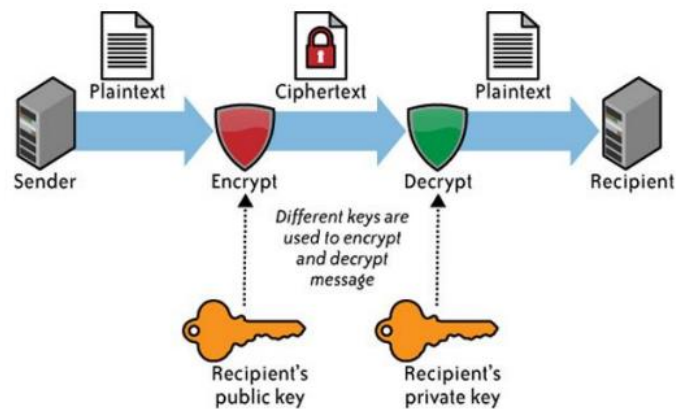 Plaintext
Ciphertext
Plaintext
Sender
Encrypt
Decrypt
Recipient
Different keys are
used to encrypt
and decrypt
message
Recipient's
public key
Recipient's
private key